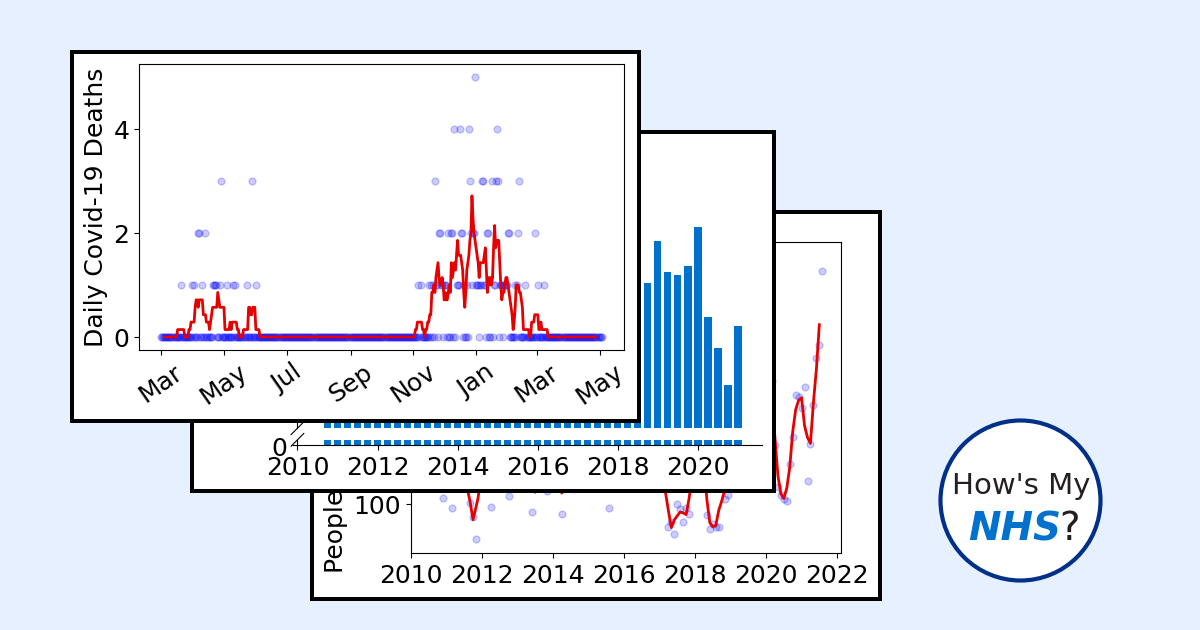 Daily Covid-19 Deaths
4
2
0
Mar May Jul Sep Nov Jan Mar May
0
2010 2012 2014 2016 2018 2020
People
100
2010 2012 2014 2016 2018 2020 2022
How's My
NHS?